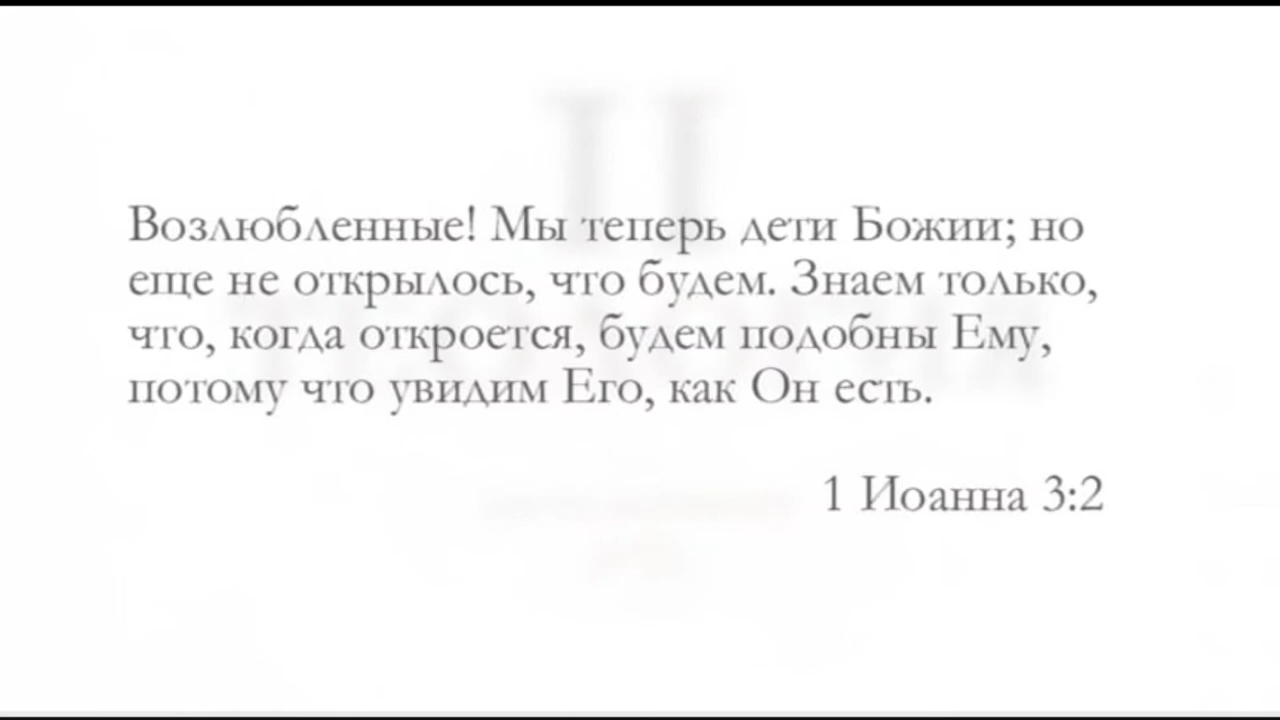 Возлюбленные! Мы теперь дети Божии; но
еще не открылось, что будем. Знаем только,
что, когда откроется, будем подобны Ему,
потому что увидим Его, как Он есть.
1 Иоанна 3:2